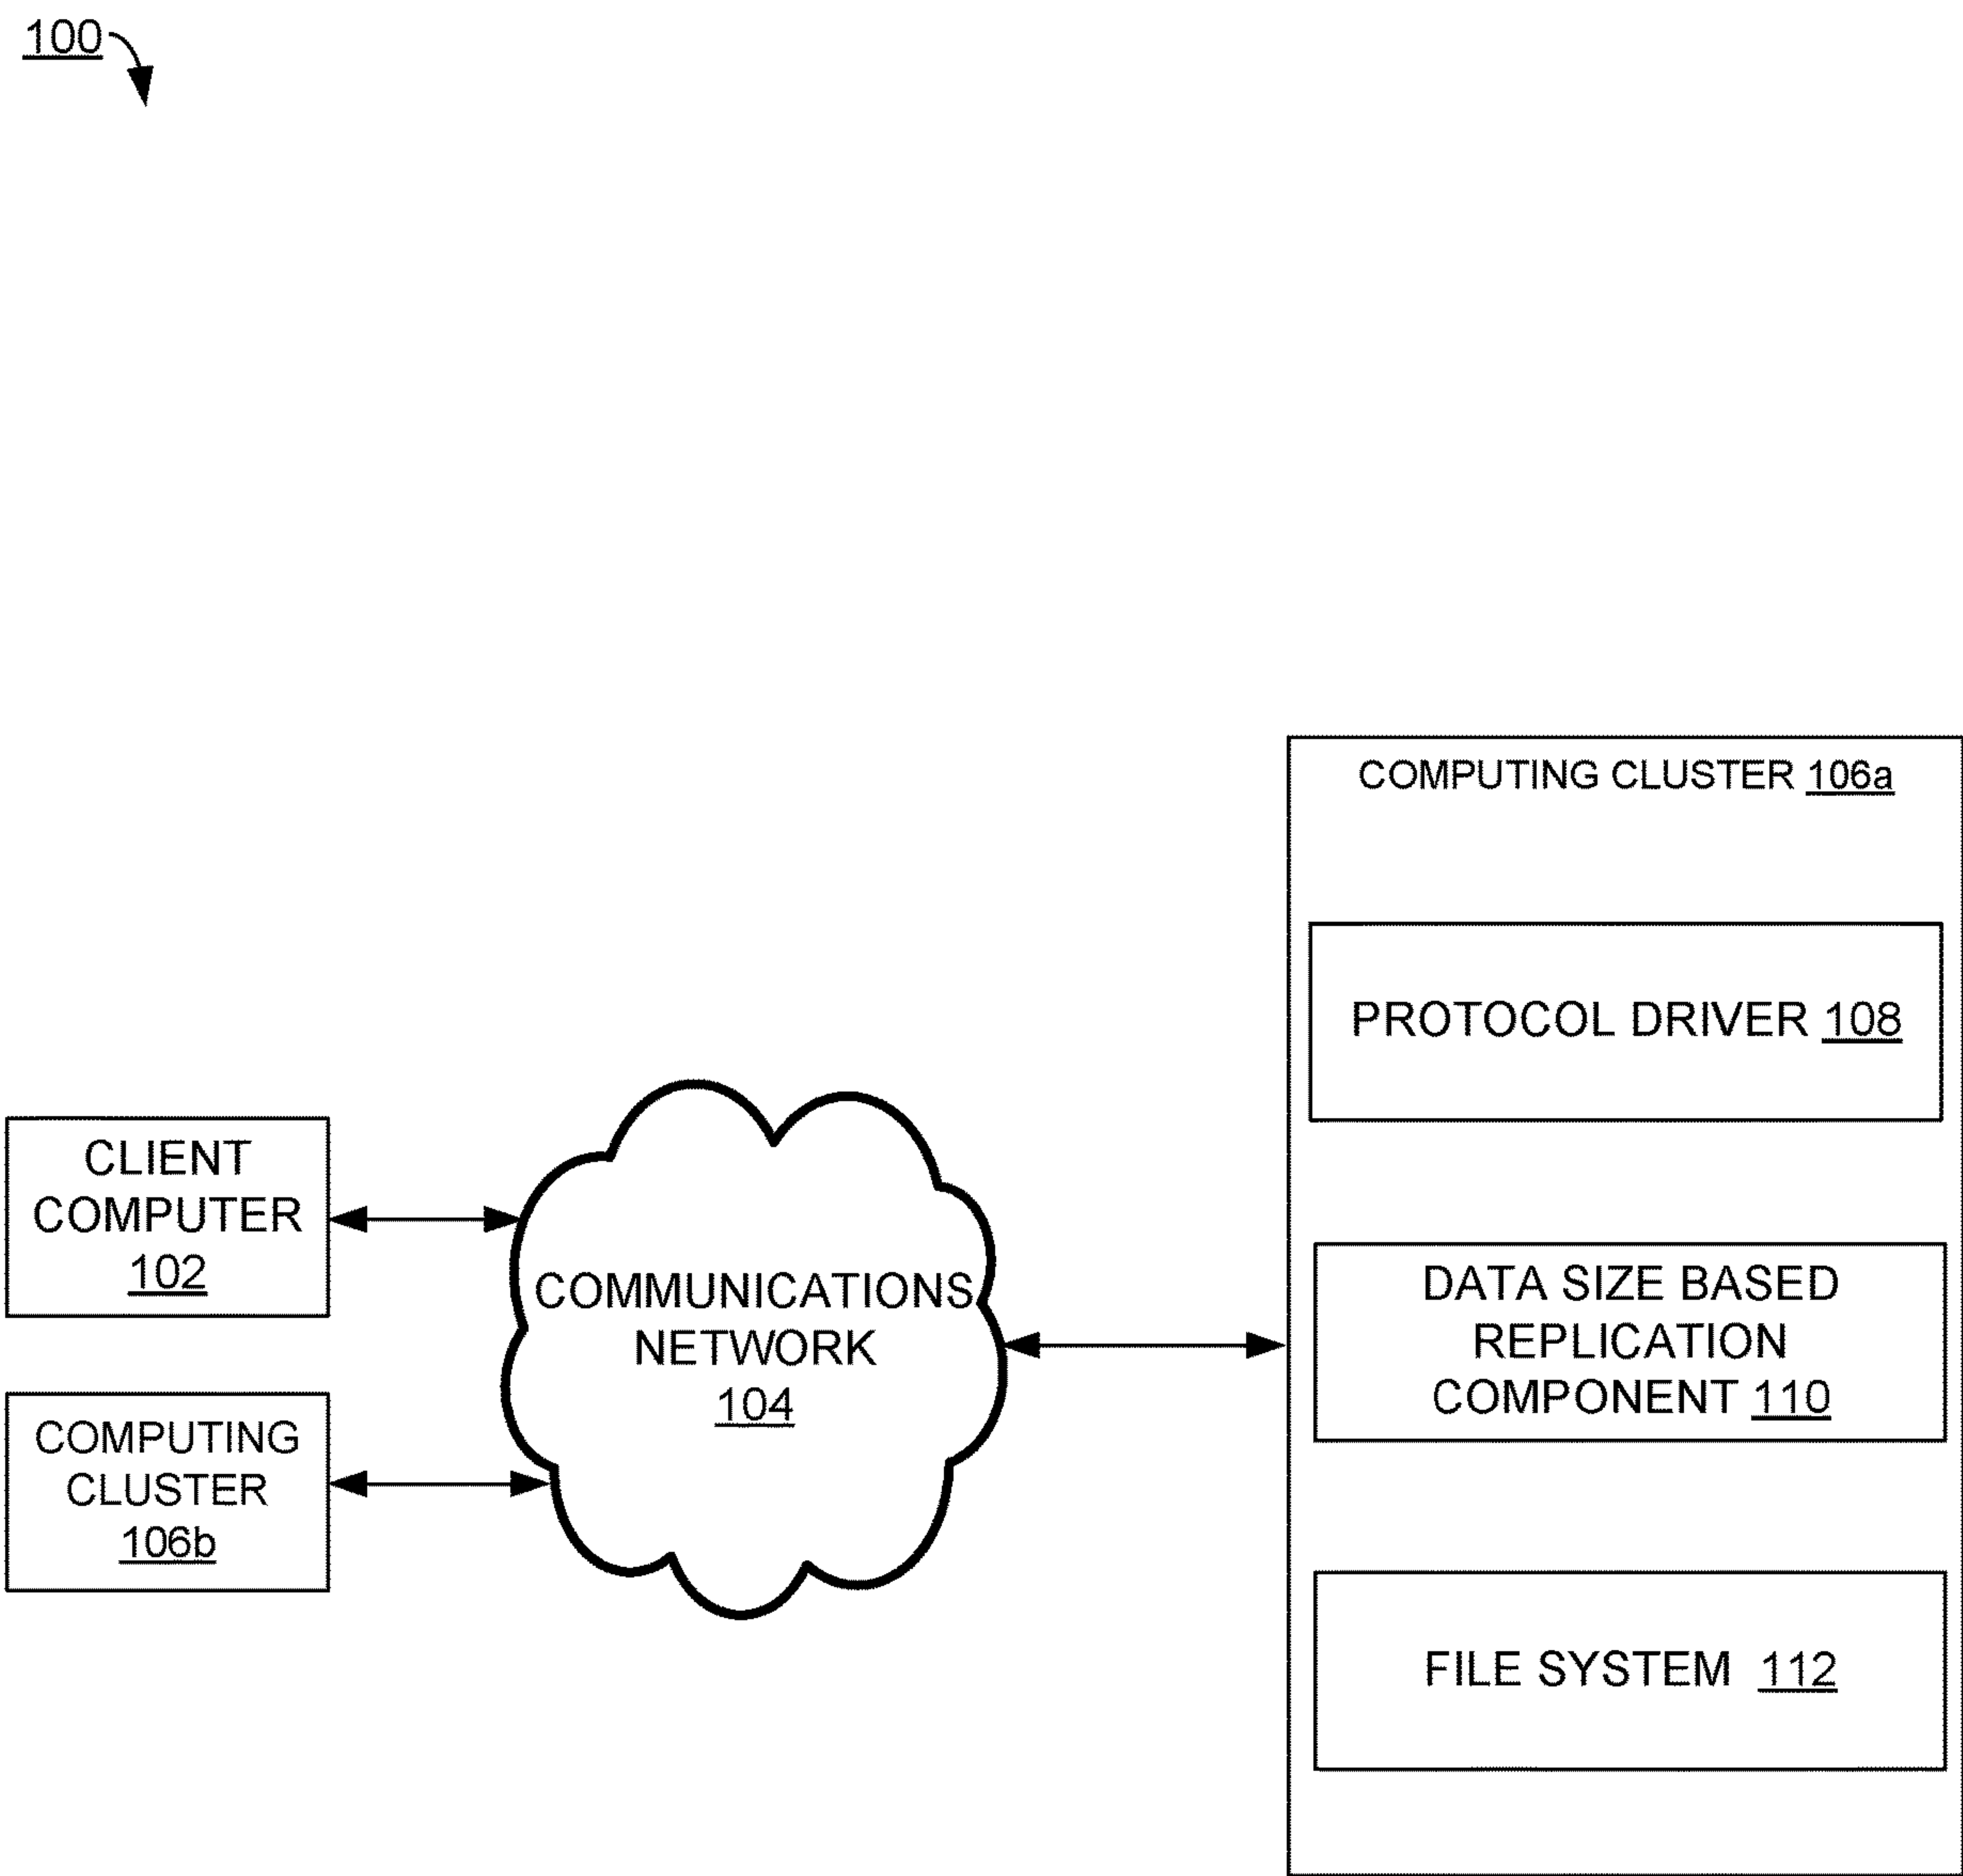 100
COMPUTING CLUSTER 106a
PROTOCOL DRIVER 108
CLIENT
COMPUTER
102
COMMUNICATIONS
NETWORK
104
DATA SIZE BASED
REPLICATION
COMPONENT 110
COMPUTING
CLUSTER
106b
FILE SYSTEM 112